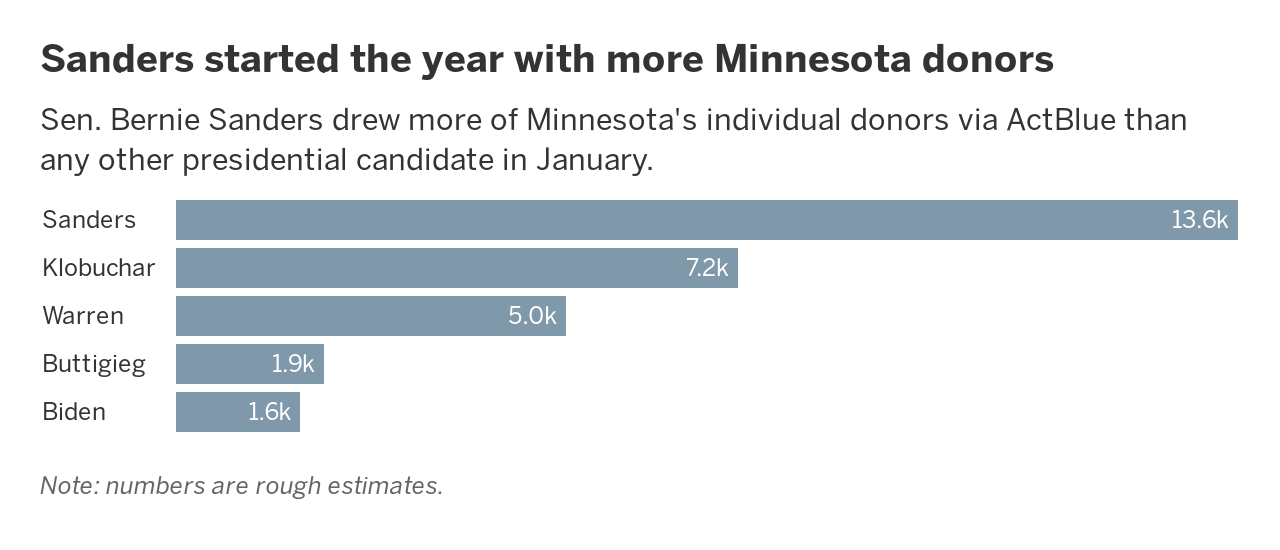 Sanders started the year with more Minnesota donors
Sen. Bernie Sanders drew more of Minnesota's individual donors via ActBlue than
any other presidential candidate in January.
Sanders 13.6k
Klobuchar 7.2k
Warren 5.0k
Buttigieg 1.9k
Biden 1.6k
Note: numbers are rough estimates.